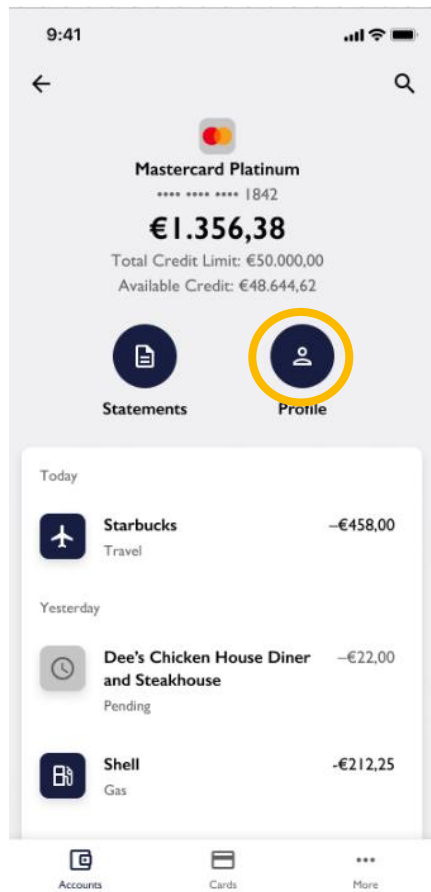 9:41
Mastercard Platinum
•••• •••• •••• 1842
€1.356,38
Total Credit Limit: €50.000,00
Available Credit: €48.644,62
Statements Profile
Today
Starbucks –€458,00
Travel
Yesterday
Dee's Chicken House Diner –€22,00
and Steakhouse
Pending
Shell -€212,25
Gas
Accounts Cards More